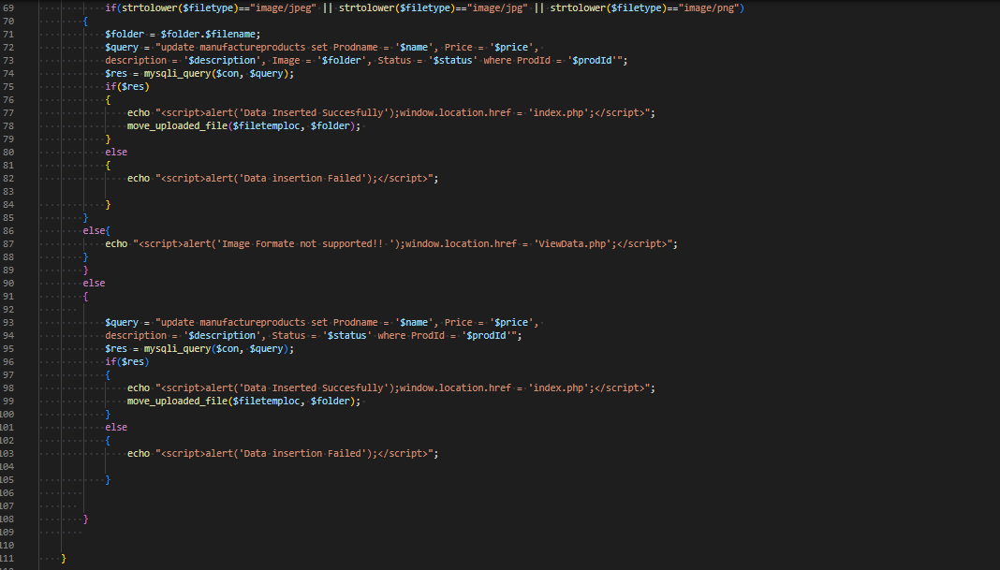 69 if(strtolower($filetype)=="image/jpeg" || strtolower($filetype)=="image/jpg" || strtolower($filetype)=="image/png")
70 {
71 $folder = $folder.$filename;
72 $query = "update manufactureproducts set Prodname = '$name', Price = '$price',
73 description = '$description', Image = '$folder', Status = '$status' where ProdId = '$prodId'";
74 $res = mysqli_query($con, $query);
75 if($res)
76 {
77 echo "<script>alert('Data Inserted Succesfully');window.location.href = 'index.php';</script>";
78 move_uploaded_file($filetemploc, $folder);
79 }
80 else
81 {
82 echo "<script>alert('Data insertion Failed');</script>";
83
84 }
85 }
86 else{
87 echo "<script>alert('Image Formate not supported!! ');window.location.href = 'ViewData.php';</script>";
88 }
89 }
90 else
91 {
92
93 $query = "update manufactureproducts set Prodname = '$name', Price = '$price',
94 description = '$description', Status = '$status' where ProdId = '$prodId'";
95 $res = mysqli_query($con, $query);
96 if($res)
97 {
98 echo "<script>alert('Data Inserted Succesfully');window.location.href = 'index.php';</script>";
99 move_uploaded_file($filetemploc, $folder);
100 }
101 else
102 {
103 echo "<script>alert('Data insertion Failed');</script>";
104
105 }
106
107
108 }
109
110
111 }